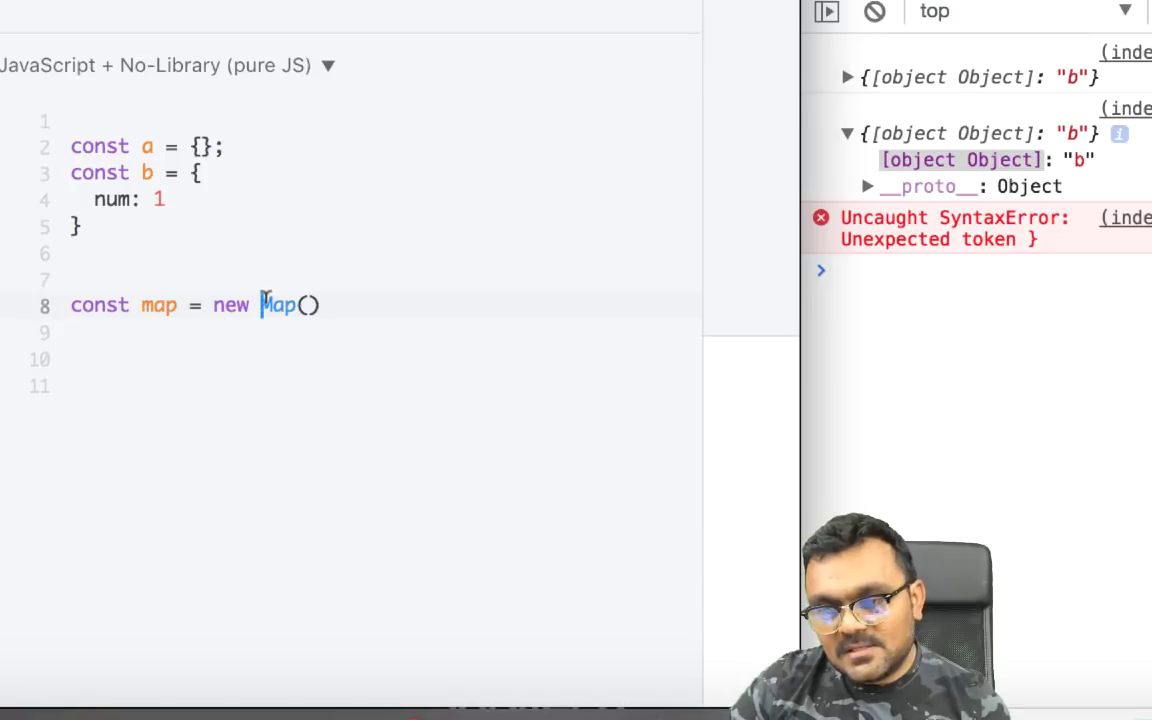 top
JavaScript + No-Library (pure JS) ▼
(inde
▶ {[object Object]: "b"}
(inde
▼ {[object Object]: "b"} i
[object Object]: "b"
▶ __proto__: Object
Uncaught SyntaxError: (inde
Unexpected token }
1
2 const a = {};
3 const b = {
4 num: 1
5 }
6
7
8 const map = new Map()
9
10
11